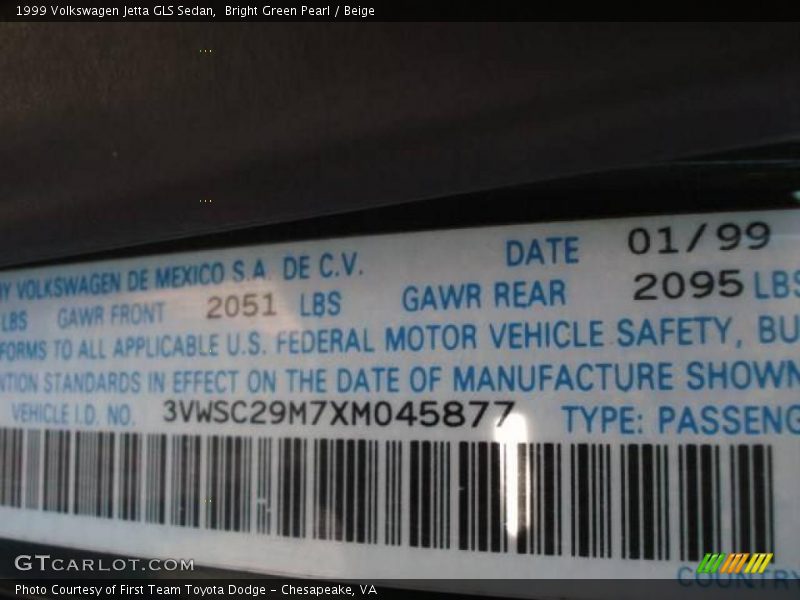 1999 Volkswagen Jetta GLS Sedan,  Bright Green Pearl / Beige
VOLKSWAGEN DE MEXICO S.A. DE C.V. DATE 01/99
LBS GAWR FRONT 2051 LBS GAWR REAR 2095 LBS
FORMS TO ALL APPLICABLE U.S. FEDERAL MOTOR VEHICLE SAFETY, BU
NTION STANDARDS IN EFFECT ON THE DATE OF MANUFACTURE SHOWN
VEHICLE I.D. NO. 3VWSC29M7XM045877 TYPE: PASSENG
COUNTRY
GTCARLOT.COM
Photo Courtesy of First Team Toyota Dodge - Chesapeake, VA